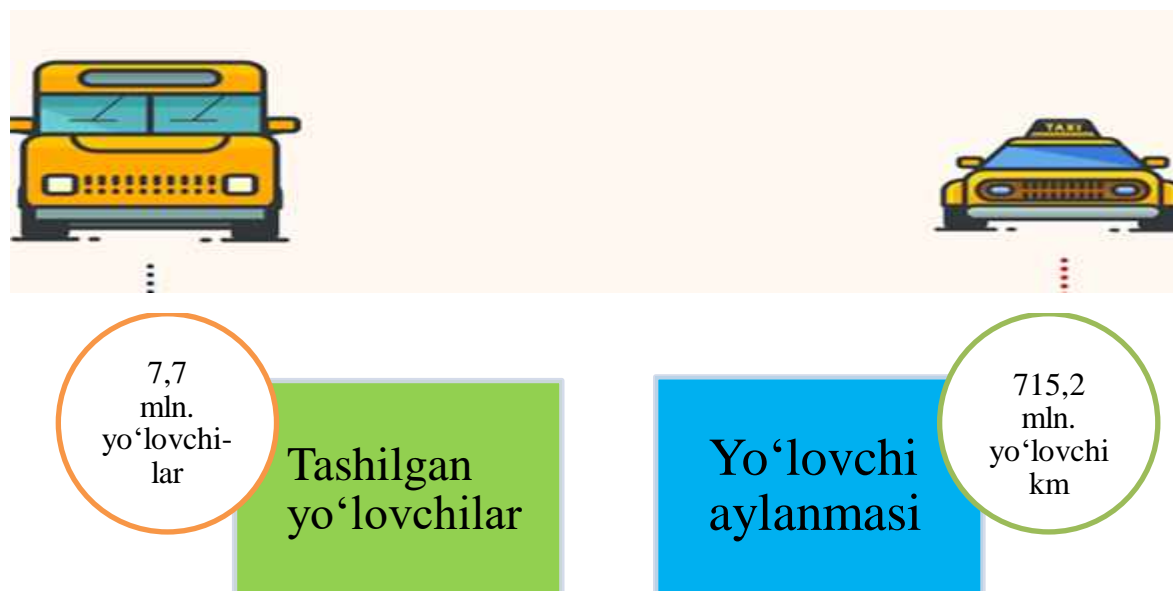 TAXI
7,7
mln.
yo‘lovchi-
lar
Tashilgan
yo‘lovchilar
Yo‘lovchi
aylanmasi
715,2
mln.
yo‘lovchi
km